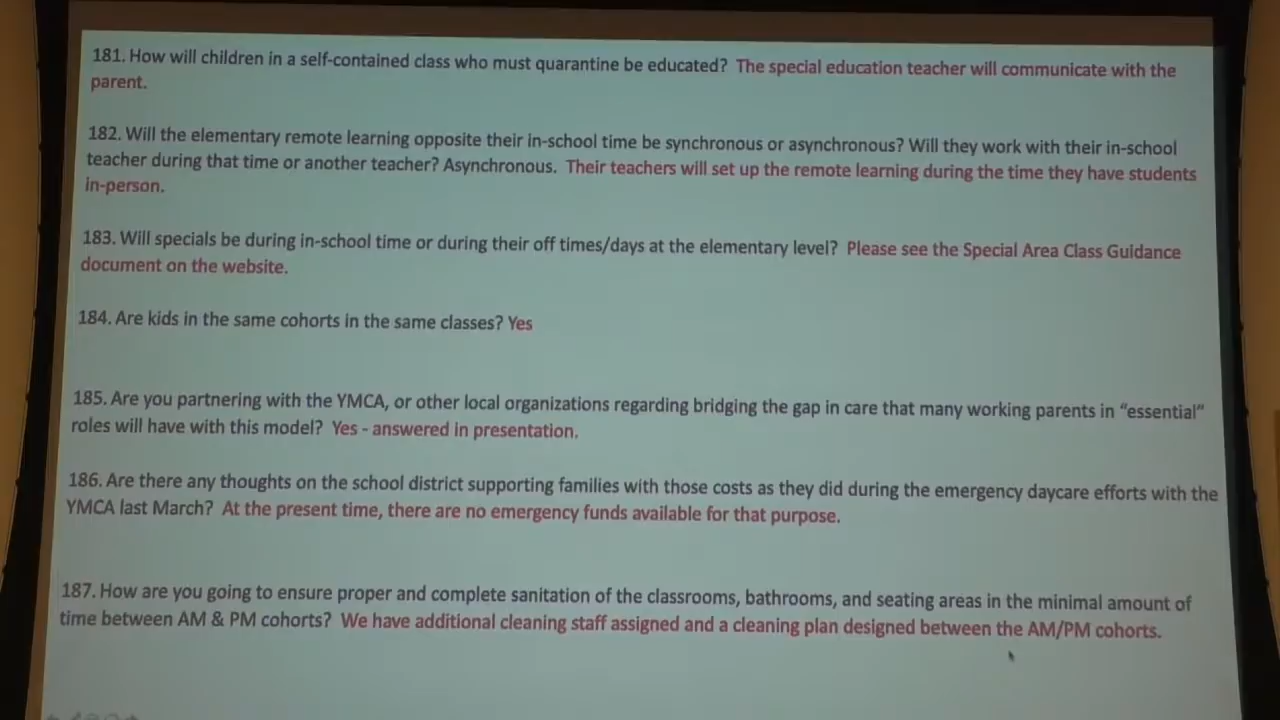 181. How will children in a self-contained class who must quarantine be educated? The special education teacher will communicate with the
parent.
182. Will the elementary remote learning opposite their in-school time be synchronous or asynchronous? Will they work with their in-school
teacher during that time or another teacher? Asynchronous. Their teachers will set up the remote learning during the time they have students
in-person.
183. Will specials be during in-school time or during their off times/days at the elementary level? Please see the Special Area Class Guidance
document on the website.
184. Are kids in the same cohorts in the same classes? Yes
185. Are you partnering with the YMCA, or other local organizations regarding bridging the gap in care that many working parents in “essential”
roles will have with this model? Yes - answered in presentation.
186. Are there any thoughts on the school district supporting families with those costs as they did during the emergency daycare efforts with the
YMCA last March? At the present time, there are no emergency funds available for that purpose.
187. How are you going to ensure proper and complete sanitation of the classrooms, bathrooms, and seating areas in the minimal amount of
time between AM & PM cohorts? We have additional cleaning staff assigned and a cleaning plan designed between the AM/PM cohorts.